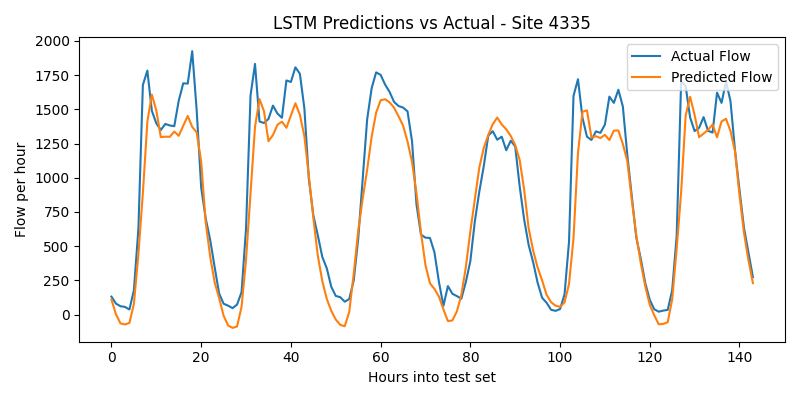 LSTM Predictions vs Actual - Site 4335
Flow per hour
2000
1750
1500
1250
1000
750
500
250
0
Actual Flow
Predicted Flow
0 20 40 60 80 100 120 140
Hours into test set